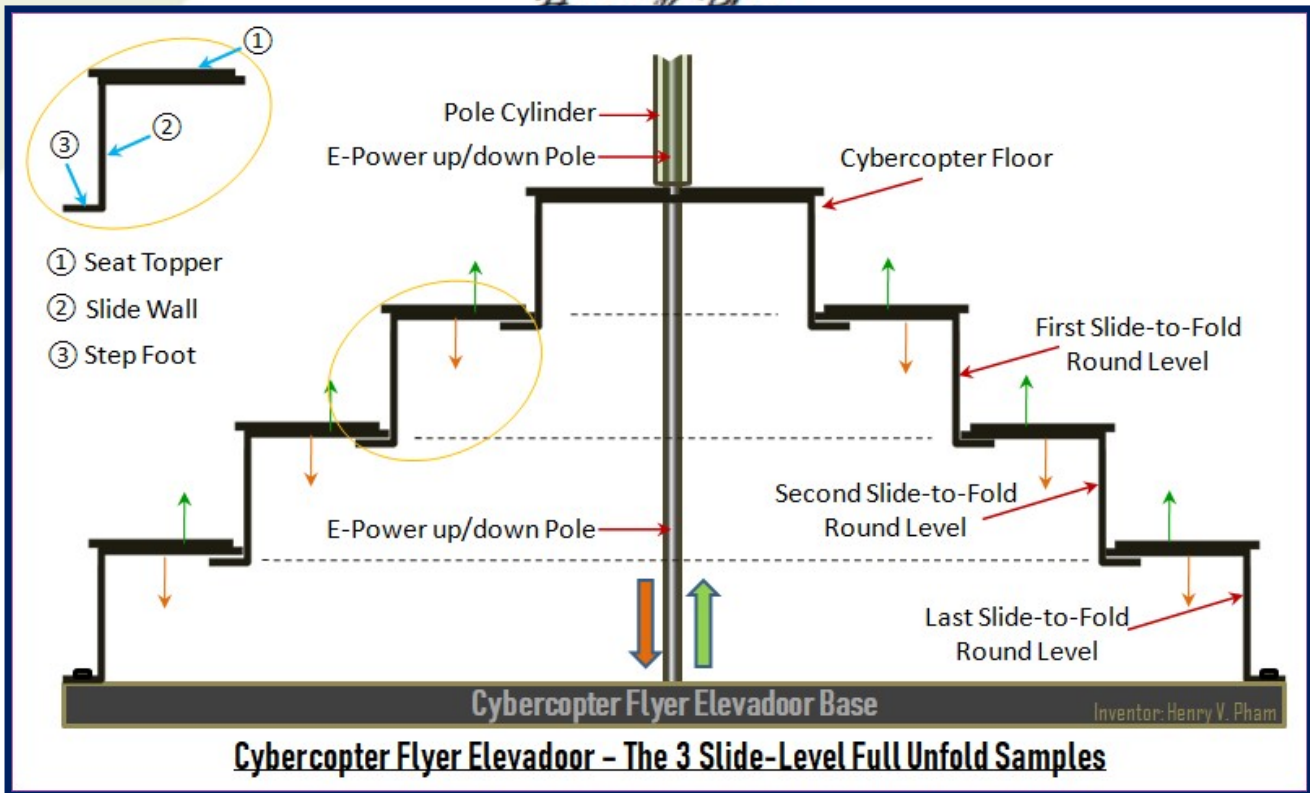 ①
②
③
① Seat Topper
② Slide Wall
③ Step Foot
Pole Cylinder
E-Power up/down Pole
Cybercopter Floor
First Slide-to-Fold
Round Level
Second Slide-to-Fold
Round Level
E-Power up/down Pole
Last Slide-to-Fold
Round Level
Cybercopter Flyer Elevadoor Base
Inventor: Henry V. Pham
Cybercopter Flyer Elevadoor – The 3 Slide-Level Full Unfold Samples